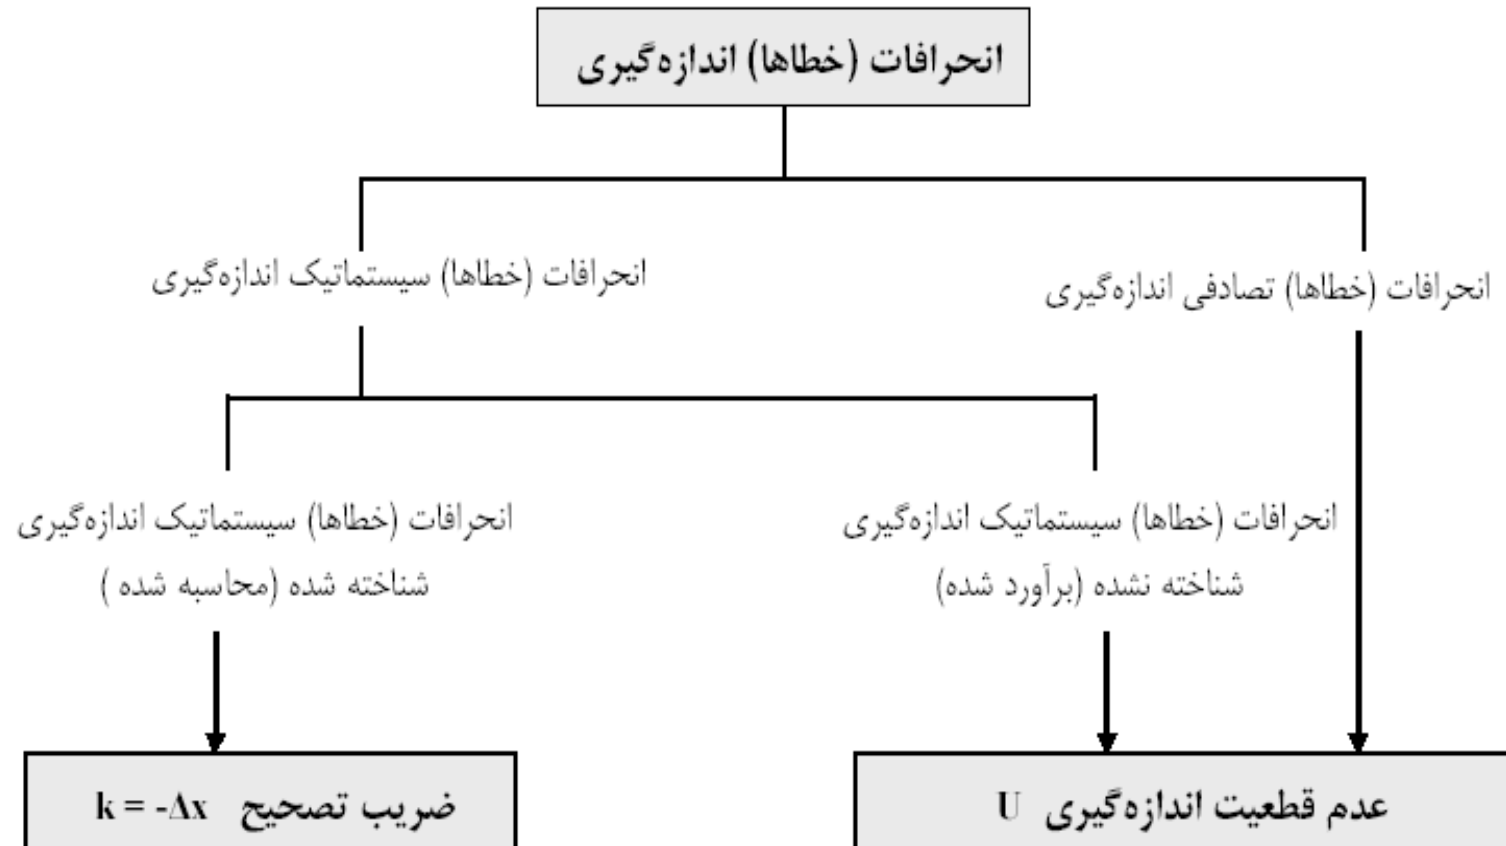 انحرافات (خطاها) اندازه‌گیری
انحرافات (خطاها) تصادفی اندازه‌گیری
انحرافات (خطاها) سیستماتیک اندازه‌گیری
انحرافات (خطاها) سیستماتیک اندازه‌گیری
شناخته نشده (برآورد شده)
انحرافات (خطاها) سیستماتیک اندازه‌گیری
شناخته شده (محاسبه شده )
عدم قطعیت اندازه‌گیری U
ضریب تصحیح k = -Δx